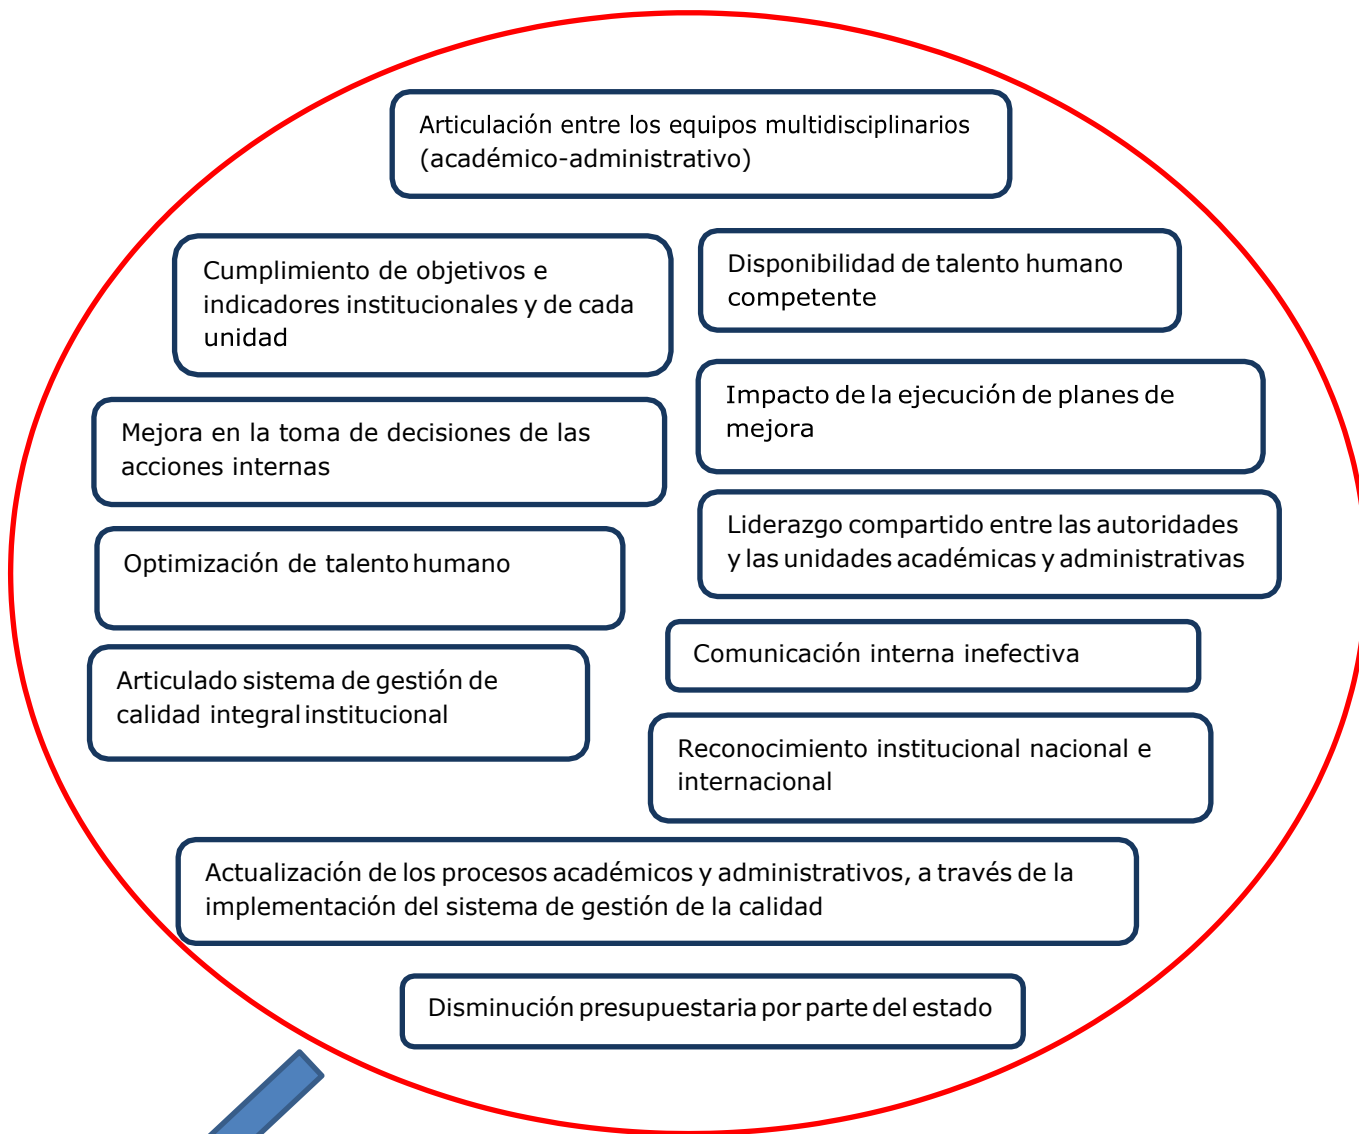 Articulación entre los equipos multidisciplinarios
(académico-administrativo)
Cumplimiento de objetivos e
indicadores institucionales y de cada
unidad
Disponibilidad de talento humano
competente
Mejora en la toma de decisiones de las
acciones internas
Impacto de la ejecución de planes de
mejora
Optimización de talento humano
Liderazgo compartido entre las autoridades
y las unidades académicas y administrativas
Articulado sistema de gestión de
calidad integral institucional
Comunicación interna inefectiva
Reconocimiento institucional nacional e
internacional
Actualización de los procesos académicos y administrativos, a través de la
implementación del sistema de gestión de la calidad
Disminución presupuestaria por parte del estado